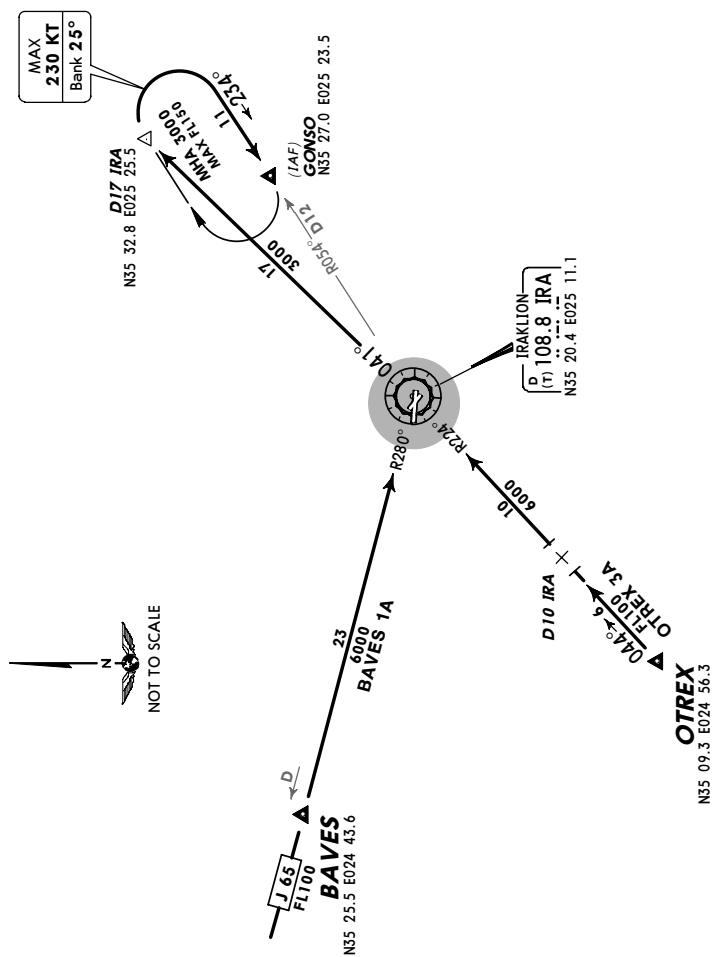 MAX
230 KT
Bank 25°
D17 IRA
N35 32.8 E025 25.5
MHA 3000
MAX FL150
234°
11
(IAF)
GONSO
N35 27.0 E025 23.5
17
3000
R054° D12
041°
IRAKLION
D
(T) 108.8 IRA
N35 20.4 E025 11.1
R280°
R224°
10
6000
D10 IRA
044° 6
FL100
OTREX 3A
OTREX
N35 09.3 E024 56.3
23
6000
BAVES 1A
D
J 65
FL100
BAVES
N35 25.5 E024 43.6
N
NOT TO SCALE